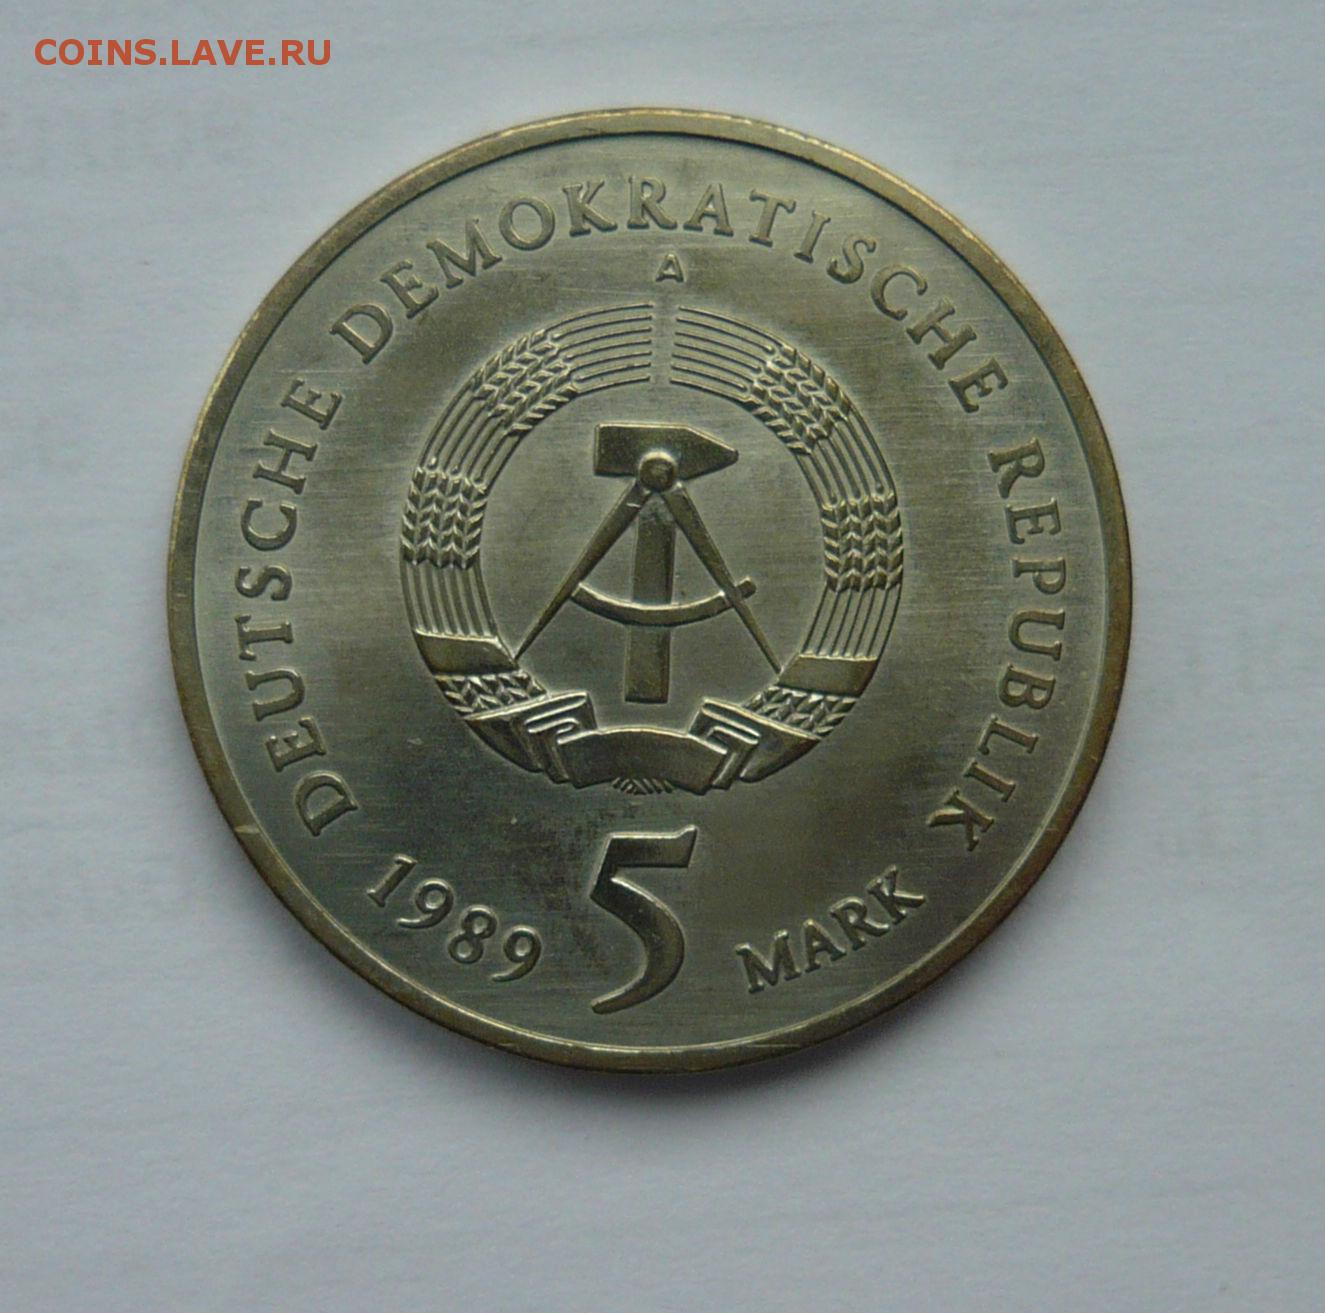 COINS.LAVE.RU
DEUTSCHE DEMOKRATISCHE REPUBLIK
A
1989 5 MARK